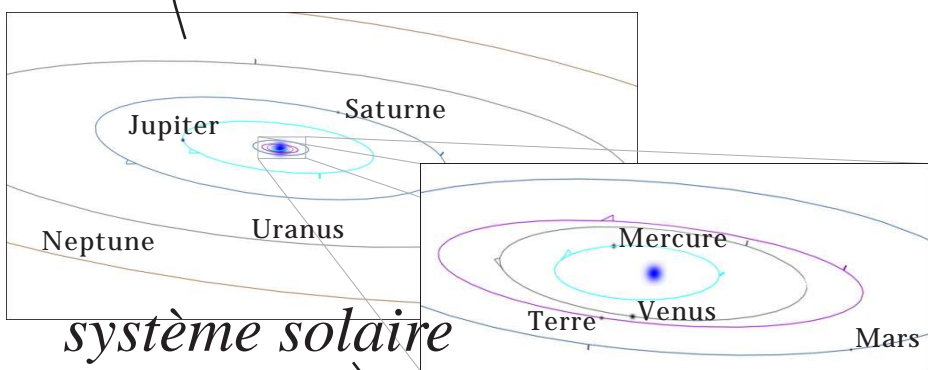 Saturne
Jupiter
Uranus
Neptune
Mercure
Venus
Terre
Mars
système solaire